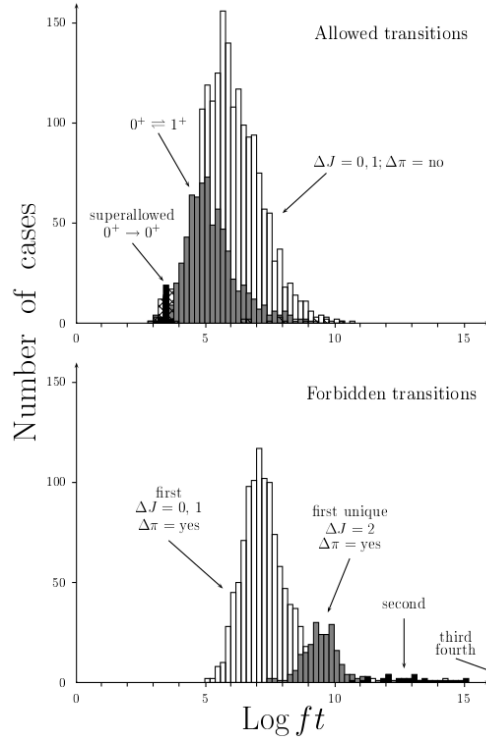 150
Allowed transitions
0⁺ ⇌ 1⁺
100
ΔJ = 0, 1; Δπ = no
superallowed
0⁺ → 0⁺
50
0
0
5
10
15
Number of cases
150
Forbidden transitions
100
first
ΔJ = 0, 1
Δπ = yes
first unique
ΔJ = 2
Δπ = yes
50
second
third
fourth
0
0
5
10
15
Log ft